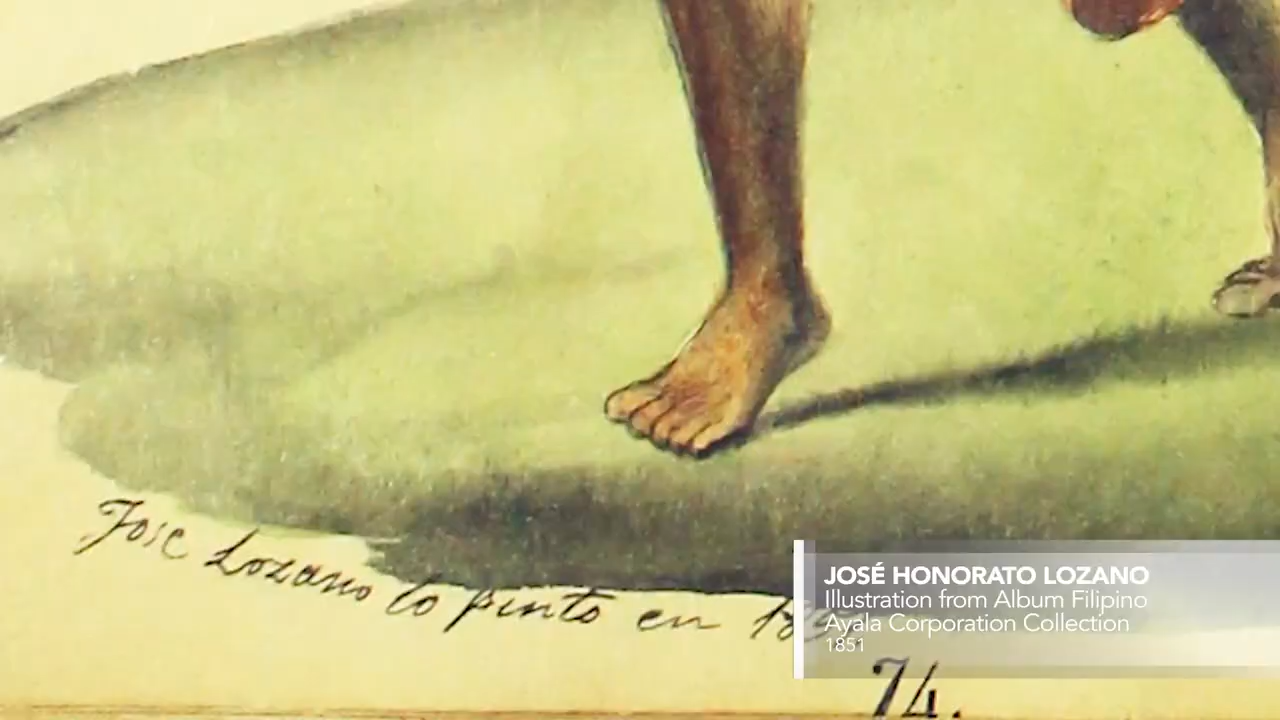 Jose Lozano lo pinto en
JOSÉ HONORATO LOZANO
Illustration from Album Filipino
Ayala Corporation Collection
1851
74.